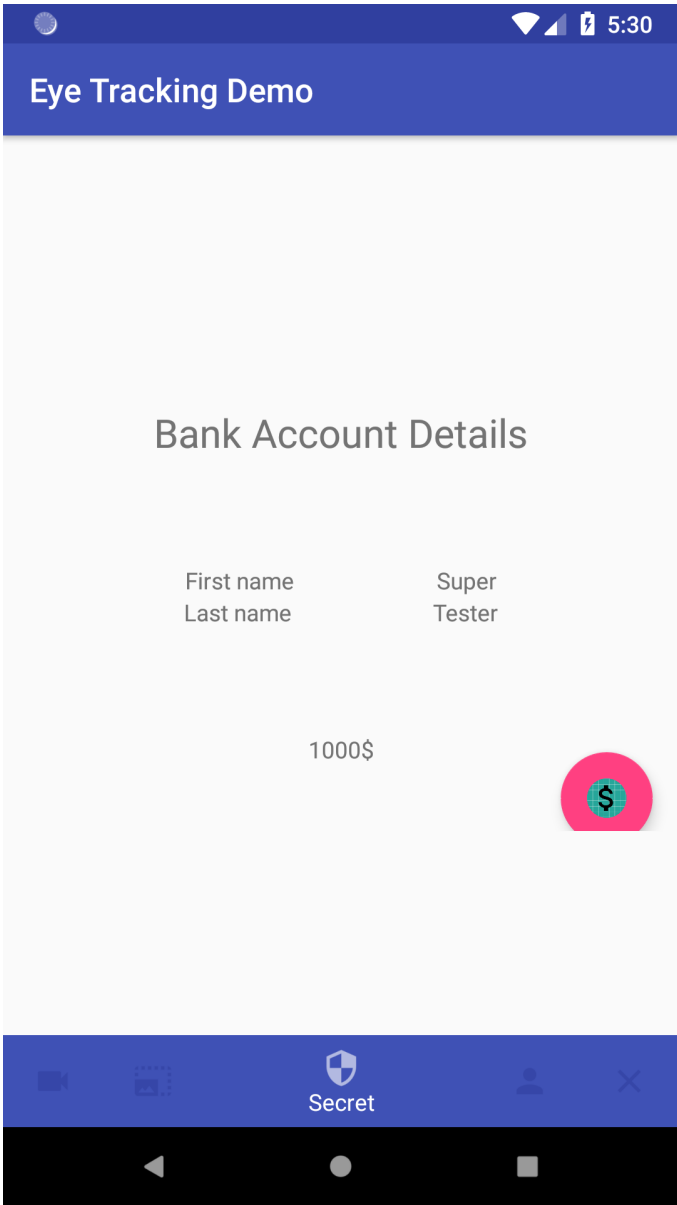 5:30
Eye Tracking Demo
Bank Account Details
First name Super
Last name Tester
1000$
$
Secret